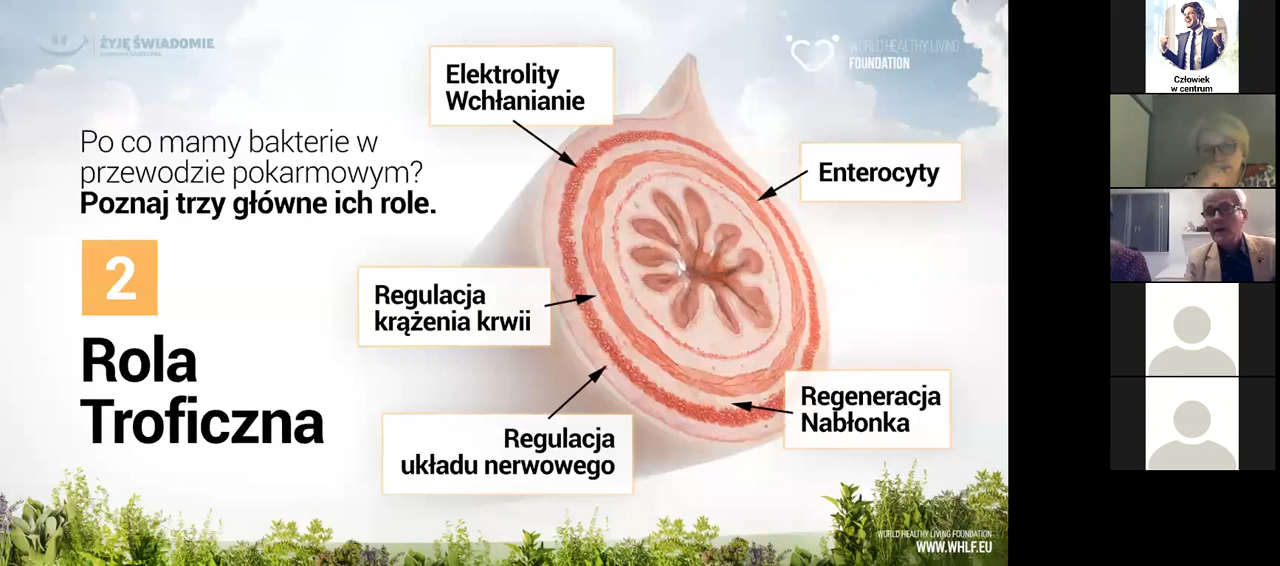 ŻYJĘ ŚWIADOMIE
WORLD HEALTHY LIVING
FOUNDATION
Po co mamy bakterie w
przewodzie pokarmowym?
Poznaj trzy główne ich role.
2
Rola
Troficzna
Elektrolity
Wchłanianie
Enterocyty
Regulacja
krążenia krwii
Regulacja
układu nerwowego
Regeneracja
Nabłonka
WORLD HEALTHY LIVING FOUNDATION
WWW.WHLF.EU
Człowiek
w centrum